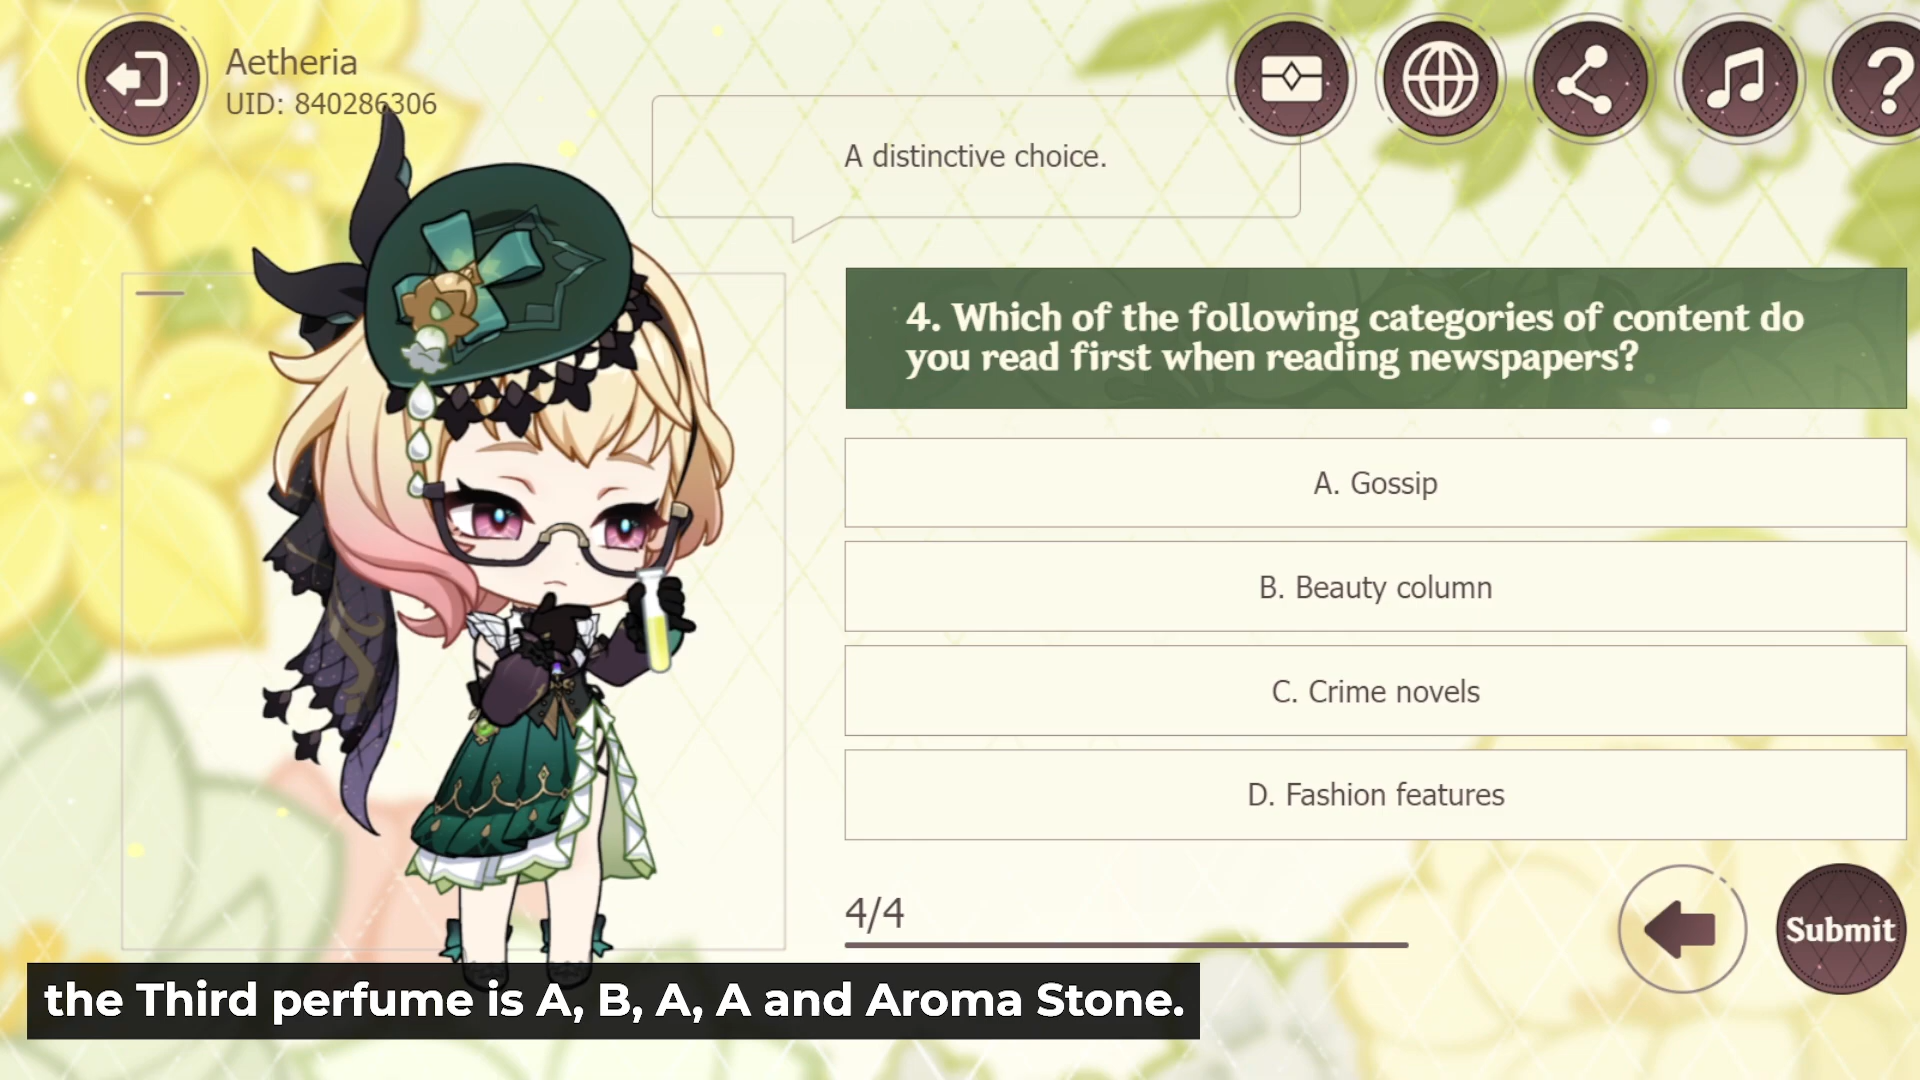 Aetheria
UID: 840286306
A distinctive choice.
4. Which of the following categories of content do
you read first when reading newspapers?
A. Gossip
B. Beauty column
C. Crime novels
D. Fashion features
4/4
Submit
the Third perfume is A, B, A, A and Aroma Stone.